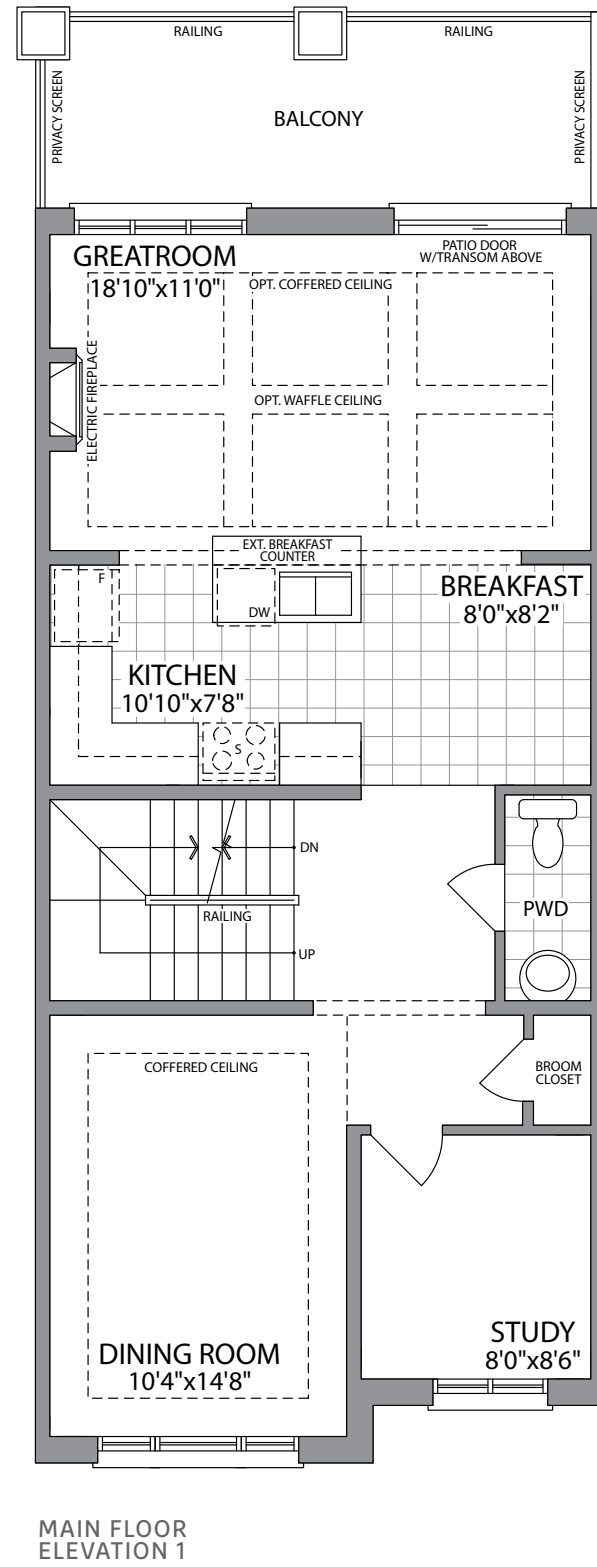 RAILING
RAILING
PRIVACY SCREEN
BALCONY
PRIVACY SCREEN
GREATROOM
18'10"x11'0"
PATIO DOOR
W/TRANSOM ABOVE
OPT. COFFERED CEILING
ELECTRIC FIREPLACE
OPT. WAFFLE CEILING
EXT. BREAKFAST
COUNTER
F
DW
BREAKFAST
8'0"x8'2"
KITCHEN
10'10"x7'8"
S
DN
RAILING
UP
PWD
COFFERED CEILING
BROOM
CLOSET
DINING ROOM
10'4"x14'8"
STUDY
8'0"x8'6"
MAIN FLOOR
ELEVATION 1